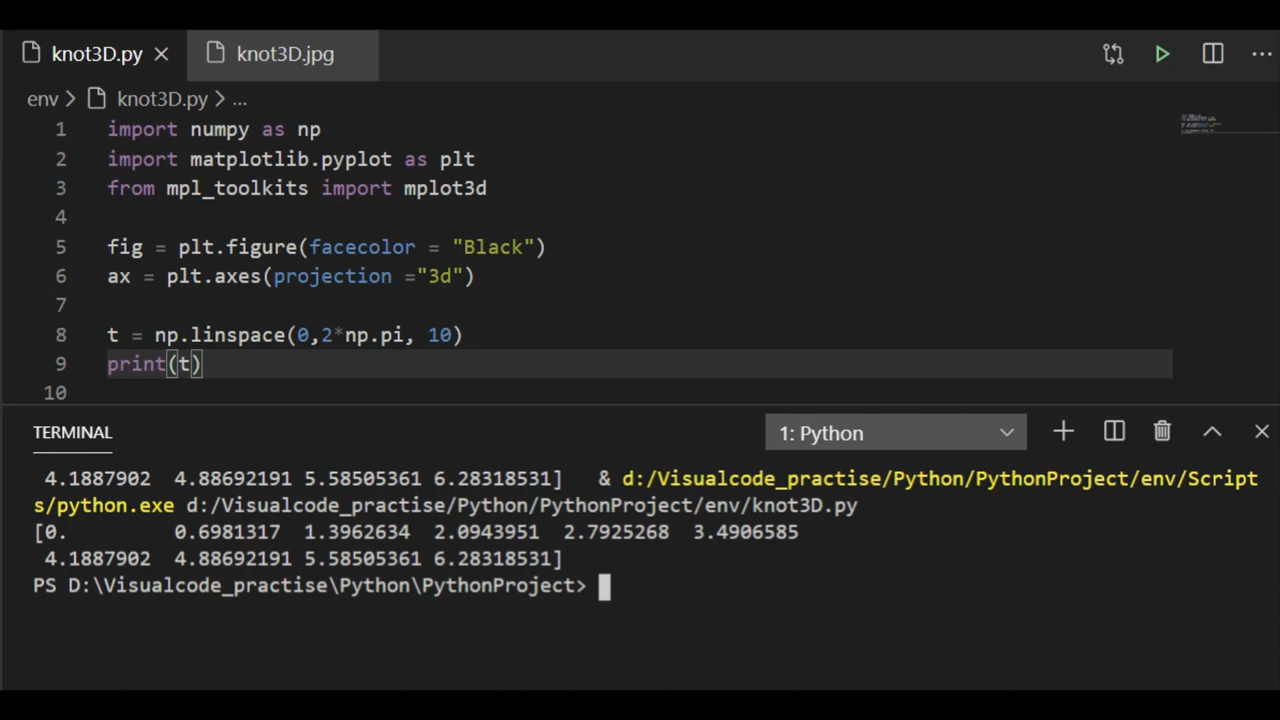 knot3D.py
knot3D.jpg
env > knot3D.py > ...
1 import numpy as np
2 import matplotlib.pyplot as plt
3 from mpl_toolkits import mplot3d
4
5 fig = plt.figure(facecolor = "Black")
6 ax = plt.axes(projection ="3d")
7
8 t = np.linspace(0,2*np.pi, 10)
9 print(t)
10
TERMINAL
1: Python
4.1887902 4.88692191 5.58505361 6.28318531] & d:/Visualcode_practise/Python/PythonProject/env/Script
s/python.exe d:/Visualcode_practise/Python/PythonProject/env/knot3D.py
[0. 0.6981317 1.3962634 2.0943951 2.7925268 3.4906585
4.1887902 4.88692191 5.58505361 6.28318531]
PS D:\Visualcode_practise\Python\PythonProject>